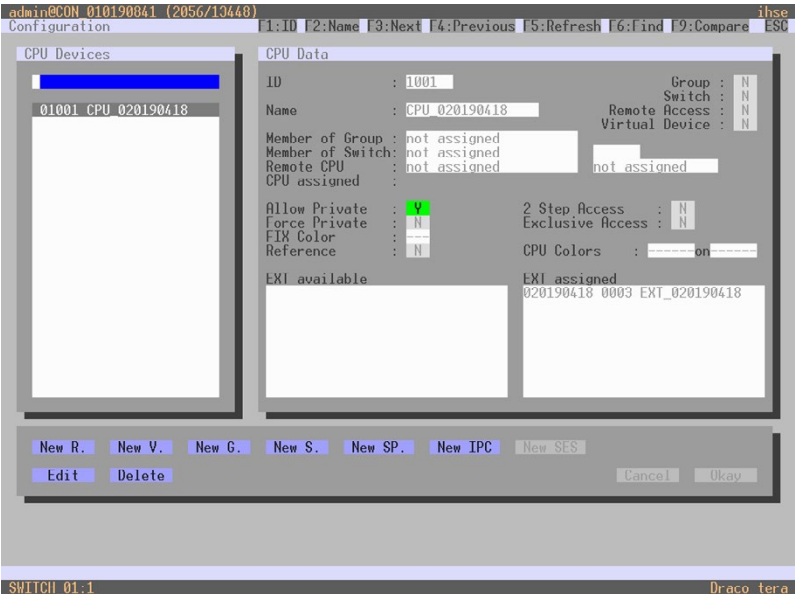 admin@CON 010190841 (2056/13448) ihse
Configuration F1:ID F2:Name F3:Next F4:Previous F5:Refresh F6:Find F9:Compare ESC
CPU Devices
01001 CPU_020190418
CPU Data
ID : 1001 Group : N
Switch : N
Name : CPU_020190418 Remote Access : N
Virtual Device : N
Member of Group : not assigned
Member of Switch: not assigned
Remote CPU : not assigned not assigned
CPU assigned :
Allow Private : Y 2 Step Access : N
Force Private : N Exclusive Access : N
FIX Color : ---
Reference : N CPU Colors : ------on------
EXT available EXT assigned
020190418 0003 EXT_020190418
New R. New V. New G. New S. New SP. New IPC New SES
Edit Delete Cancel Okay
SWITCH 01:1 Draco tera